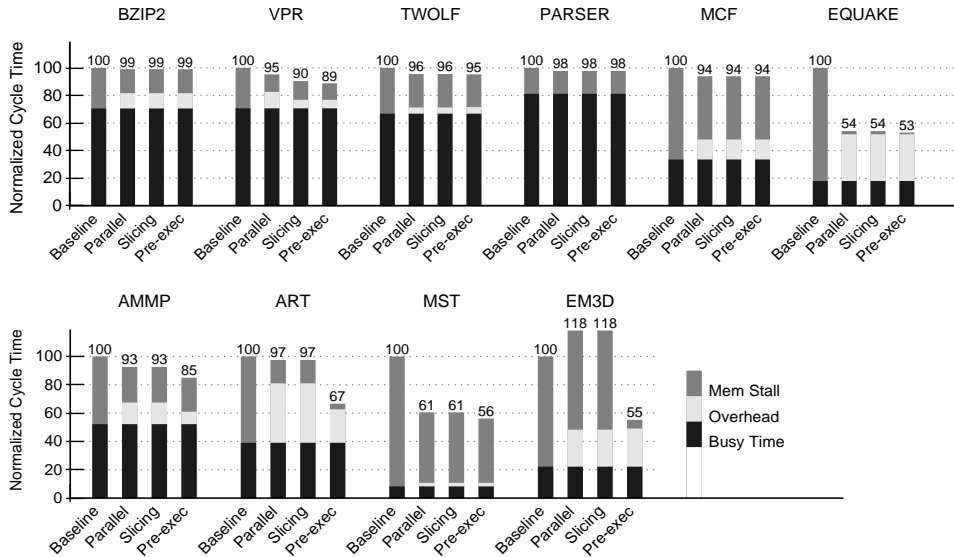 BZIP2 VPR TWOLF PARSER MCF EQUAKE
Normalized Cycle Time
100 80 60 40 20 0
100 99 99 99
100 95 90 89
100 96 96 95
100 98 98 98
100 94 94 94
100 54 54 53
Baseline Parallel Slicing Pre-exec
Baseline Parallel Slicing Pre-exec
Baseline Parallel Slicing Pre-exec
Baseline Parallel Slicing Pre-exec
Baseline Parallel Slicing Pre-exec
Baseline Parallel Slicing Pre-exec
AMMP ART MST EM3D
Normalized Cycle Time
100 80 60 40 20 0
100 93 93 85
100 97 97 67
100 61 61 56
100 118 118 55
Baseline Parallel Slicing Pre-exec
Baseline Parallel Slicing Pre-exec
Baseline Parallel Slicing Pre-exec
Baseline Parallel Slicing Pre-exec
Mem Stall
Overhead
Busy Time